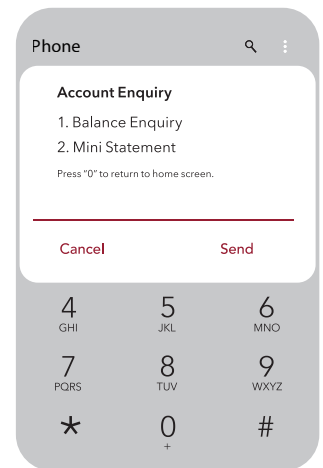 Phone
Account Enquiry
1. Balance Enquiry
2. Mini Statement
Press "0" to return to home screen.
Cancel Send
4 5 6
GHI JKL MNO
7 8 9
PQRS TUV WXYZ
* 0 #
+